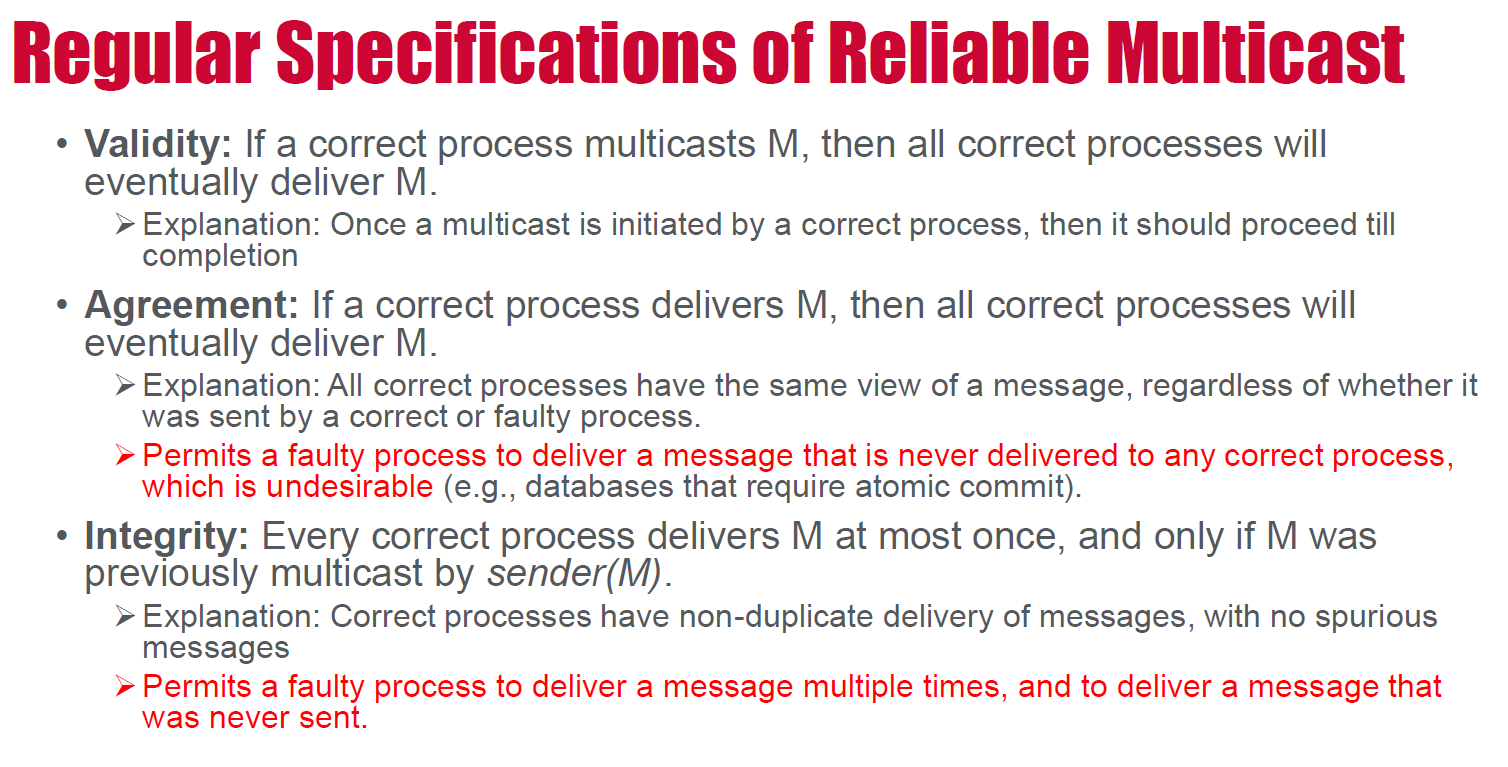 Regular Specifications of Reliable Multicast
• Validity: If a correct process multicasts M, then all correct processes will
eventually deliver M.
➢ Explanation: Once a multicast is initiated by a correct process, then it should proceed till
completion
• Agreement: If a correct process delivers M, then all correct processes will
eventually deliver M.
➢ Explanation: All correct processes have the same view of a message, regardless of whether it
was sent by a correct or faulty process.
➢ Permits a faulty process to deliver a message that is never delivered to any correct process,
which is undesirable (e.g., databases that require atomic commit).
• Integrity: Every correct process delivers M at most once, and only if M was
previously multicast by sender(M).
➢ Explanation: Correct processes have non-duplicate delivery of messages, with no spurious
messages
➢ Permits a faulty process to deliver a message multiple times, and to deliver a message that
was never sent.